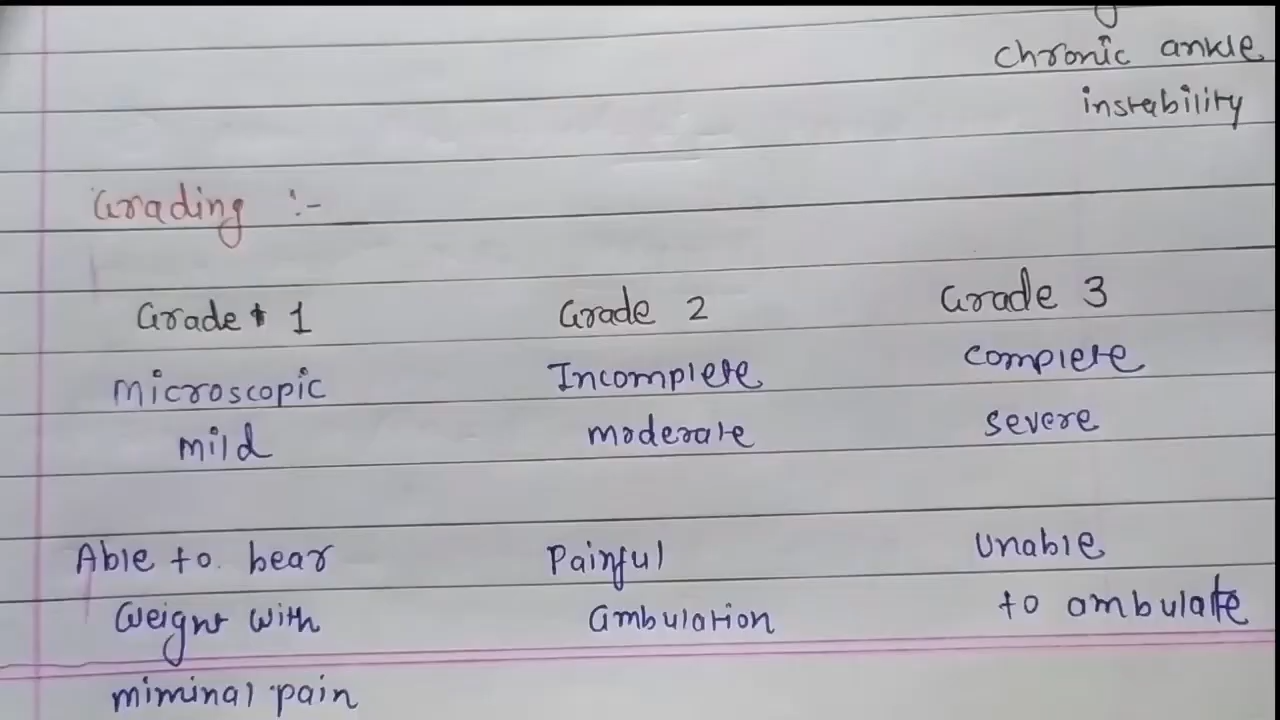 chronic ankle
instability
Grading :-
Grade 1 Grade 2 Grade 3
microscopic Incomplete complete
mild moderate severe
Able to bear Painful unable
weight with ambulation to ambulate
miminal pain